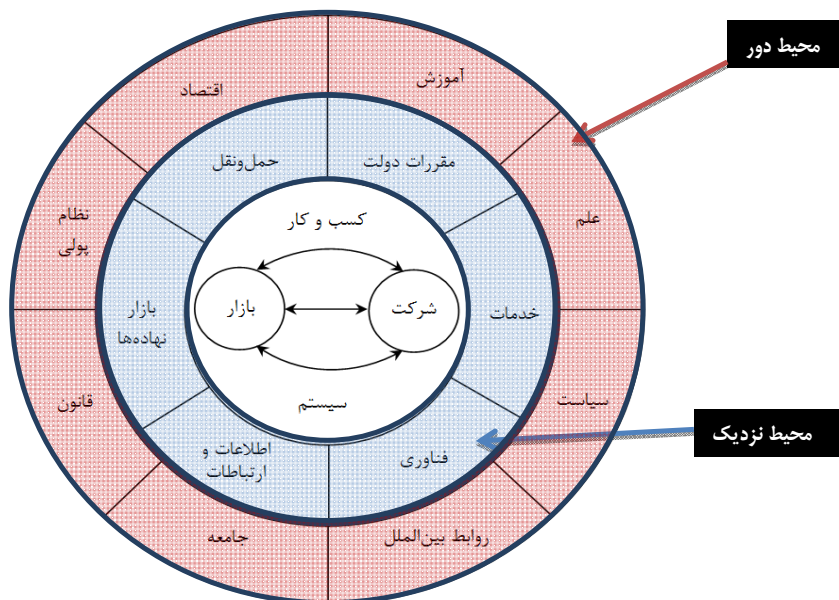 محیط دور
آموزش
اقتصاد
علم
نظام
پولی
سیاست
قانون
روابط بین‌الملل
جامعه
مقررات دولت
حمل‌ونقل
خدمات
بازار
نهاده‌ها
فناوری
اطلاعات و
ارتباطات
کسب و کار
شرکت
بازار
سیستم
محیط نزدیک